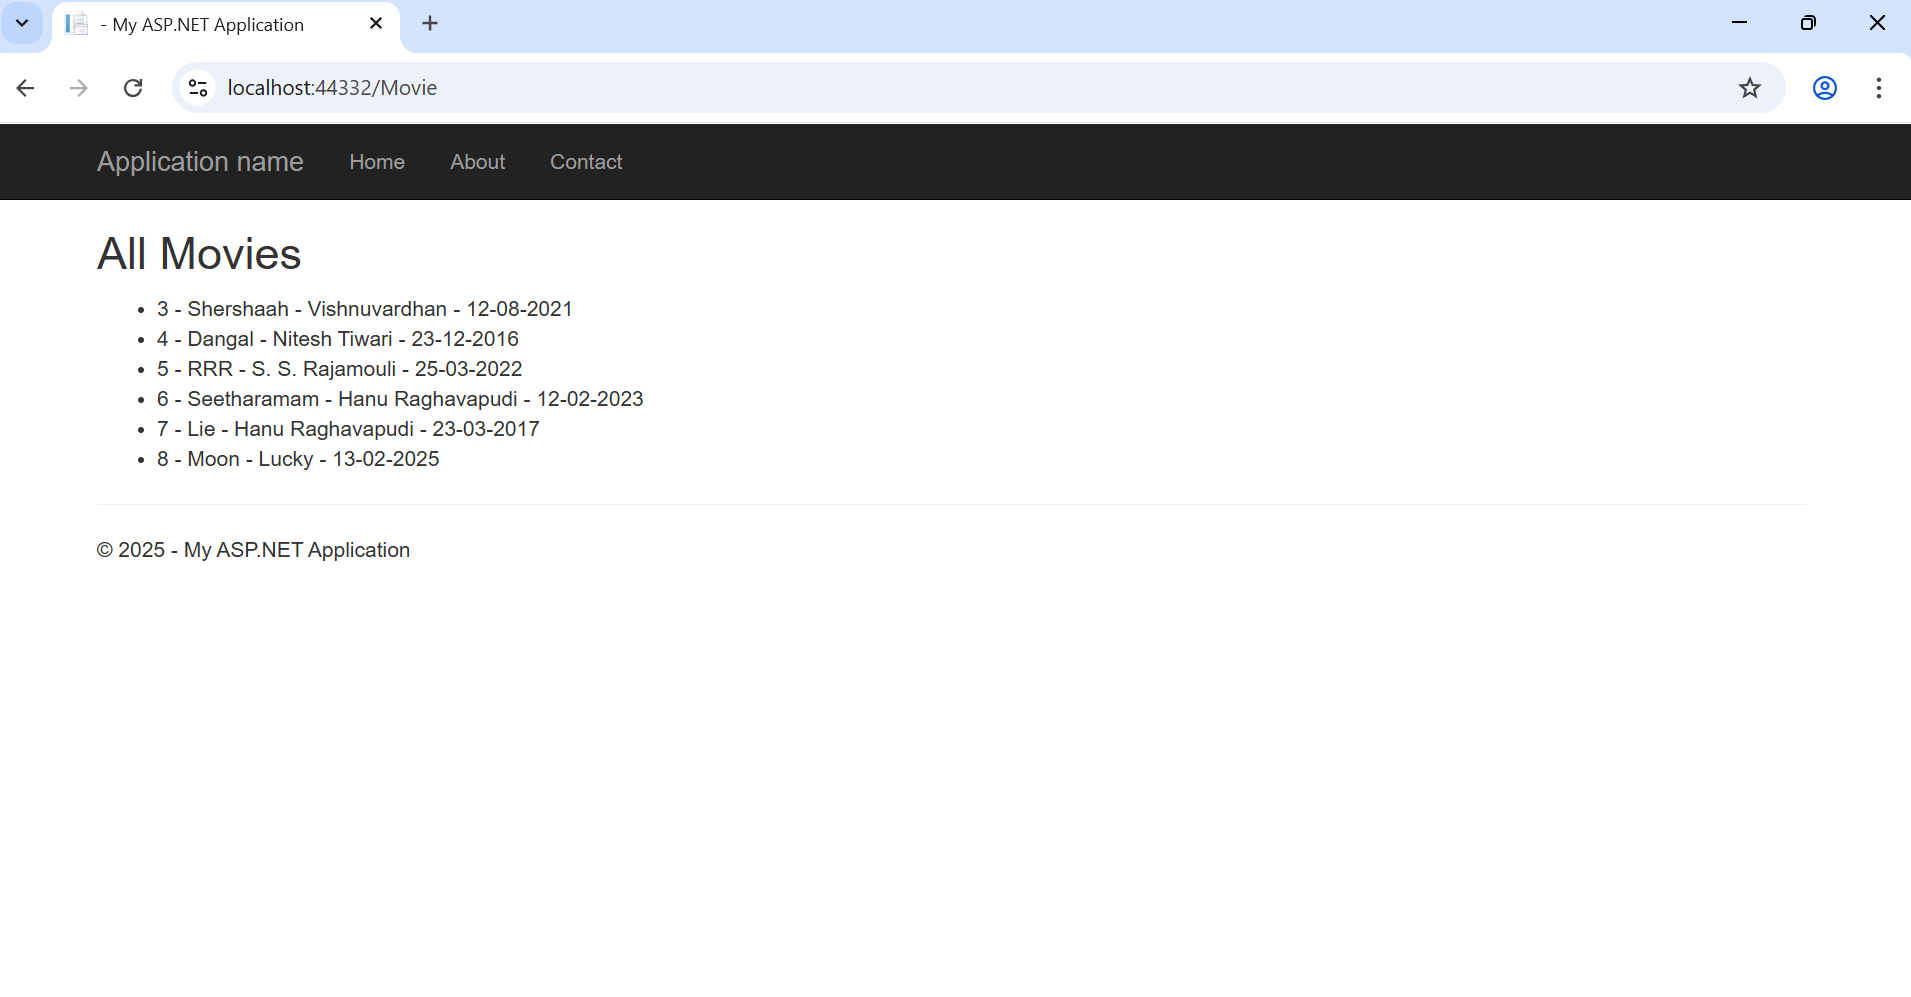 - My ASP.NET Application
localhost:44332/Movie
Application name Home About Contact
All Movies
• 3 - Shershaah - Vishnuvardhan - 12-08-2021
• 4 - Dangal - Nitesh Tiwari - 23-12-2016
• 5 - RRR - S. S. Rajamouli - 25-03-2022
• 6 - Seetharamam - Hanu Raghavapudi - 12-02-2023
• 7 - Lie - Hanu Raghavapudi - 23-03-2017
• 8 - Moon - Lucky - 13-02-2025
© 2025 - My ASP.NET Application